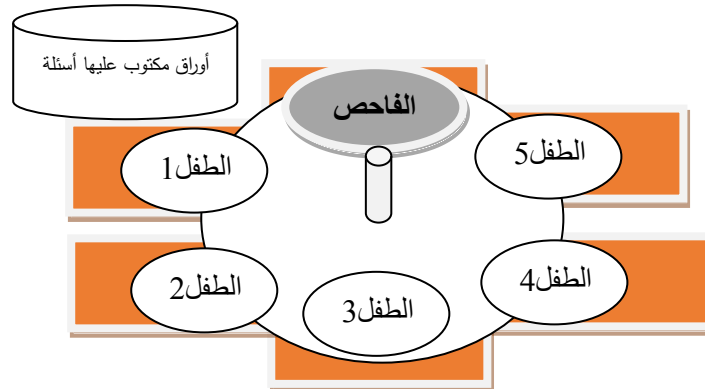 أوراق مكتوب عليها أسئلة
الفاحص
الطفل5
الطفل1
الطفل4
الطفل2
الطفل3